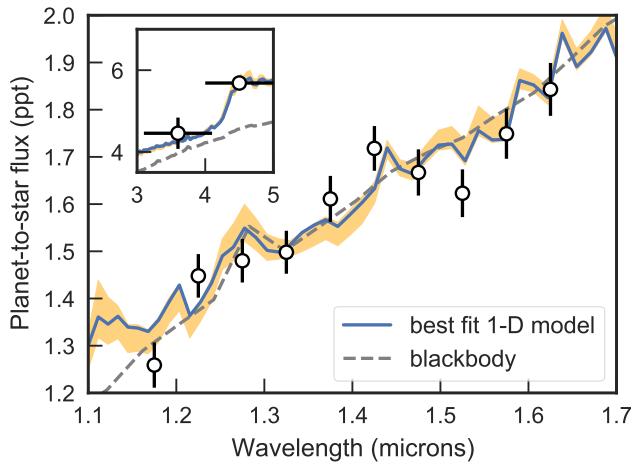 2.0
1.9
1.8
1.7
1.6
1.5
1.4
1.3
1.2
Planet-to-star flux (ppt)
6
4
3 4 5
best fit 1-D model
blackbody
1.1 1.2 1.3 1.4 1.5 1.6 1.7
Wavelength (microns)